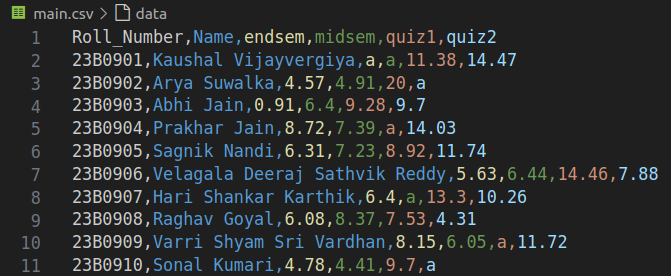 main.csv > data
1 Roll_Number,Name,endsem,midsem,quiz1,quiz2
2 23B0901,Kaushal Vijayvergiya,a,a,11.38,14.47
3 23B0902,Arya Suwalka,4.57,4.91,20,a
4 23B0903,Abhi Jain,0.91,6.4,9.28,9.7
5 23B0904,Prakhar Jain,8.72,7.39,a,14.03
6 23B0905,Sagnik Nandi,6.31,7.23,8.92,11.74
7 23B0906,Velagala Deeraj Sathvik Reddy,5.63,6.44,14.46,7.88
8 23B0907,Hari Shankar Karthik,6.4,a,13.3,10.26
9 23B0908,Raghav Goyal,6.08,8.37,7.53,4.31
10 23B0909,Varri Shyam Sri Vardhan,8.15,6.05,a,11.72
11 23B0910,Sonal Kumari,4.78,4.41,9.7,a